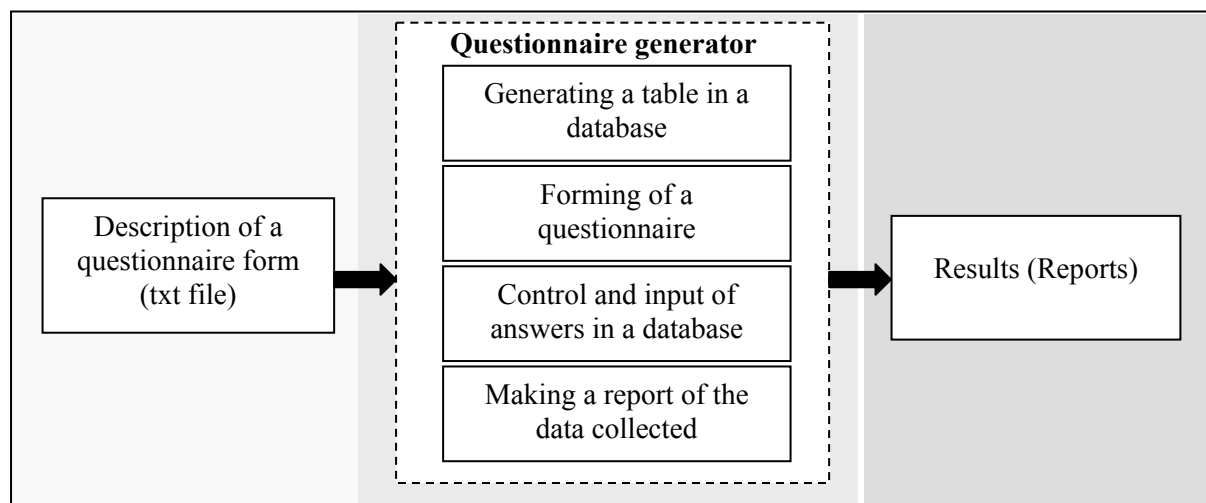 Description of a
questionnaire form
(txt file)
Questionnaire generator
Generating a table in a
database
Forming of a
questionnaire
Control and input of
answers in a database
Making a report of the
data collected
Results (Reports)